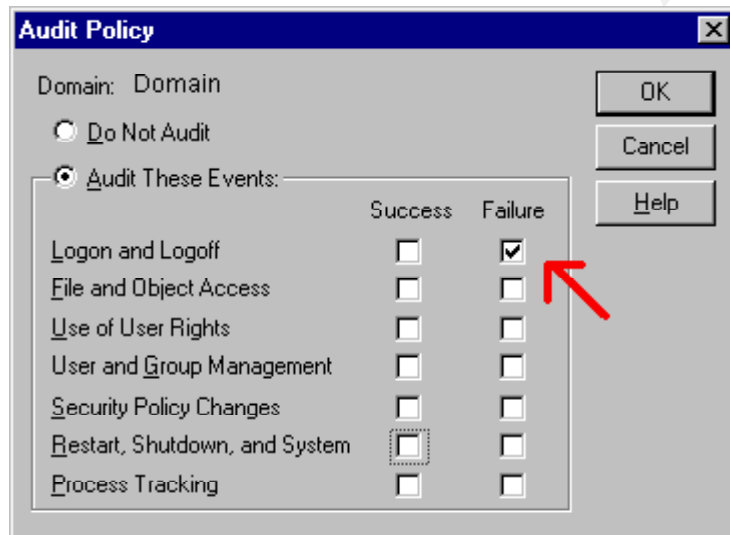 Audit Policy
Domain: Domain
OK
Do Not Audit
Cancel
Audit These Events:
Help
Success Failure
Logon and Logoff
File and Object Access
Use of User Rights
User and Group Management
Security Policy Changes
Restart, Shutdown, and System
Process Tracking